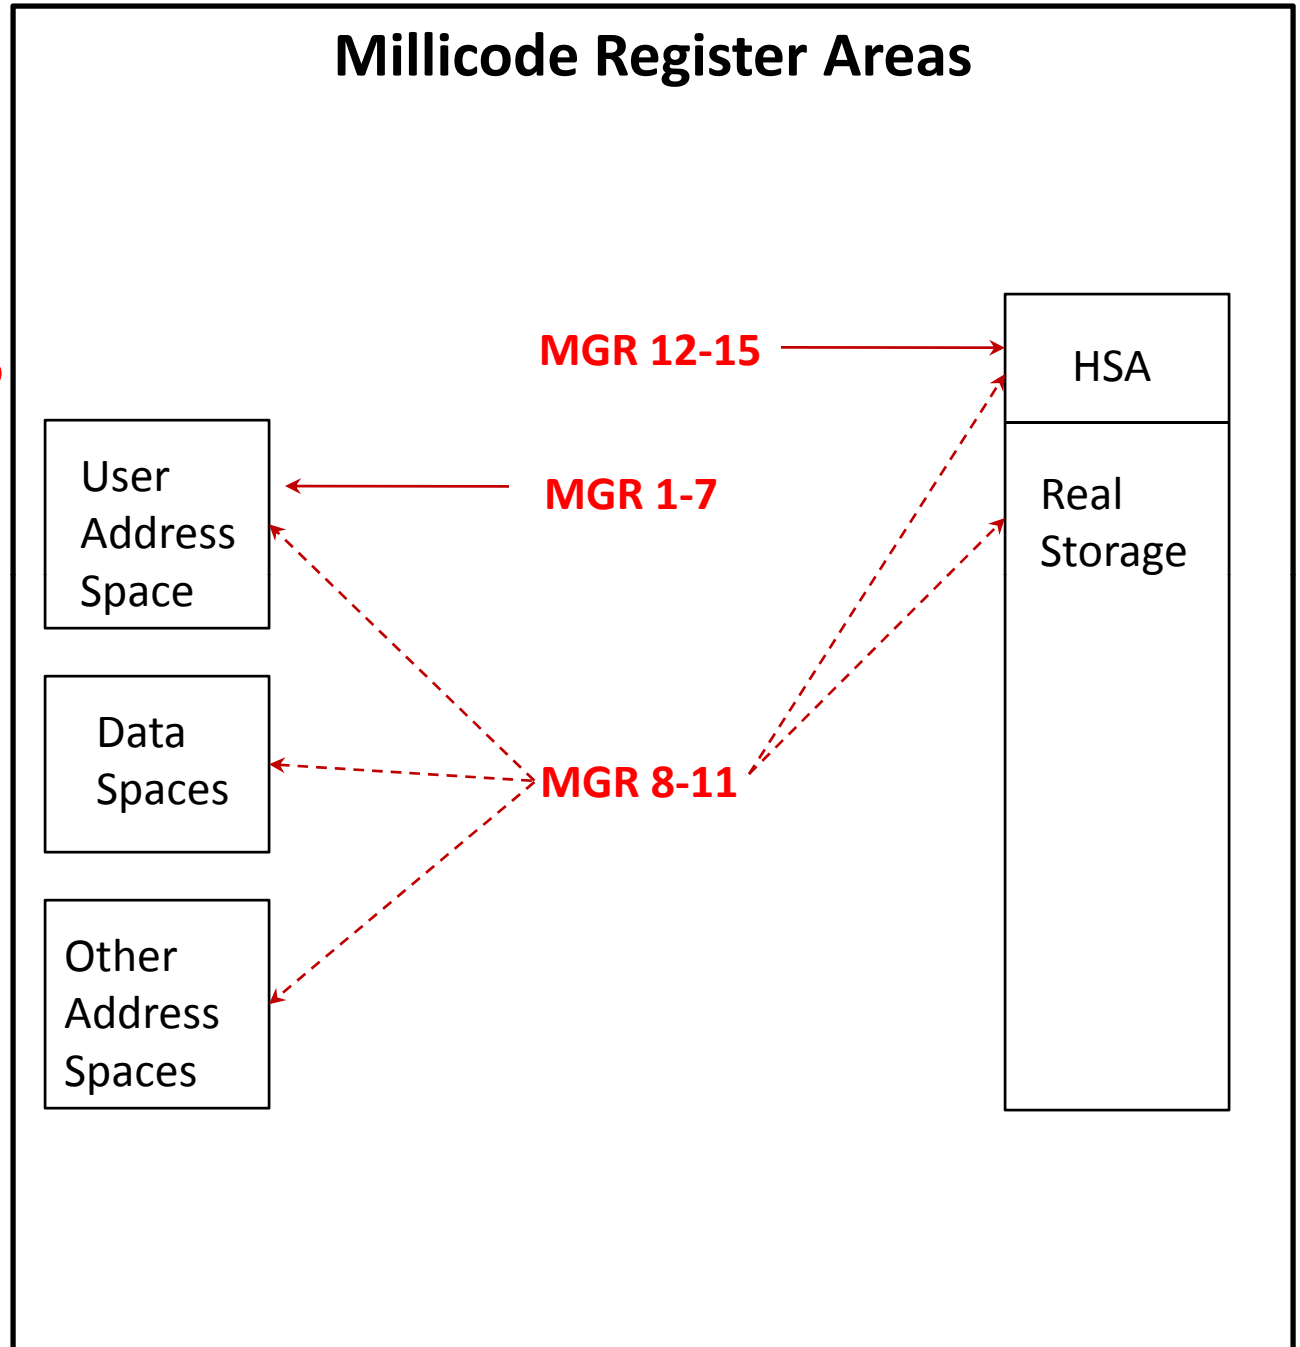 Millicode Register Areas
MGR 12-15
HSA
User
Address
Space
MGR 1-7
Real
Storage
Data
Spaces
MGR 8-11
Other
Address
Spaces